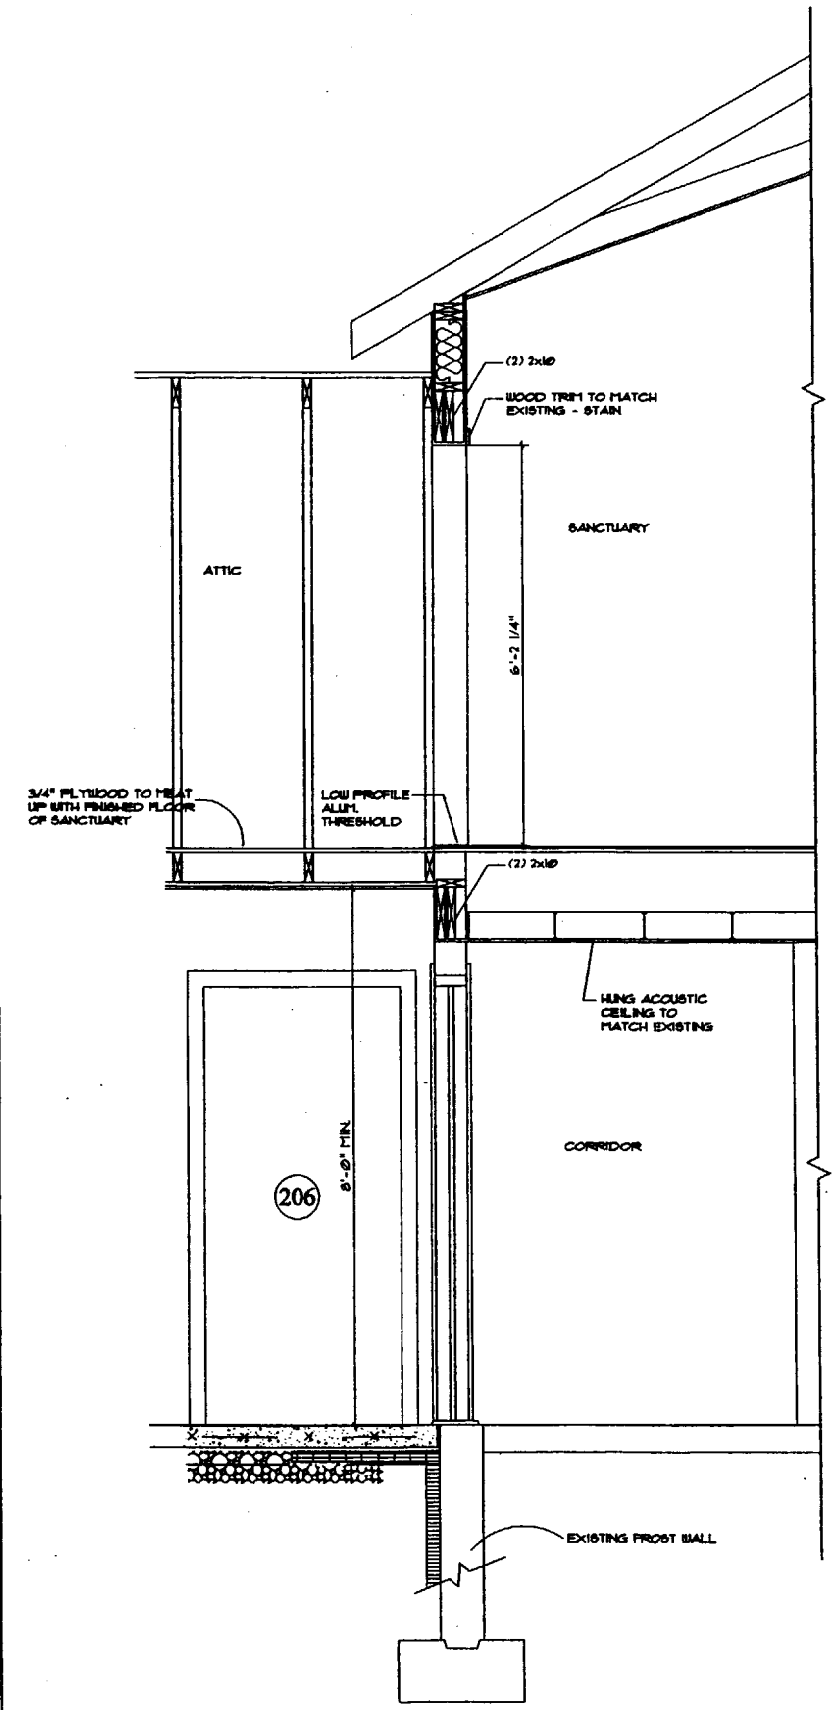 (2) 2x10
WOOD TRIM TO MATCH
EXISTING - STAIN
SANCTUARY
ATTIC
6'-2 1/4"
3/4" PLYWOOD TO MEAT
UP WITH FINISHED FLOOR
OF SANCTUARY
LOW PROFILE
ALUM.
THRESHOLD
(2) 2x10
HUNG ACOUSTIC
CEILING TO
MATCH EXISTING
8'-0" MIN.
CORRIDOR
206
EXISTING FROST WALL